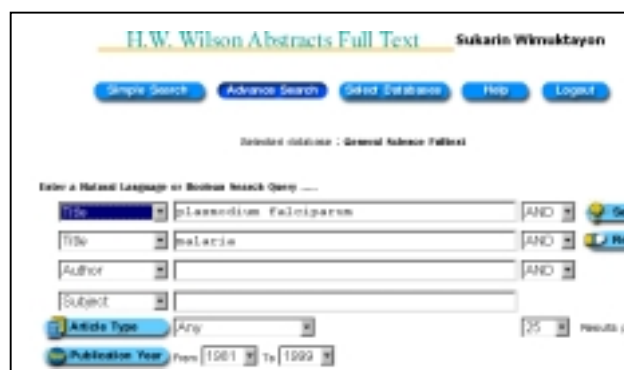 H.W. Wilson Abstracts Full Text Sukarin Wimuktayon
Simple Search Advance Search Select Databases Help Logout
Selected database : General Science Fulltext
Enter a Natural Language or Boolean Search Query ....
Title plasmodium falciparum AND
Title malaria AND
Author AND
Subject
Article Type Any 25 Results
Publication Year From 1981 To 1999